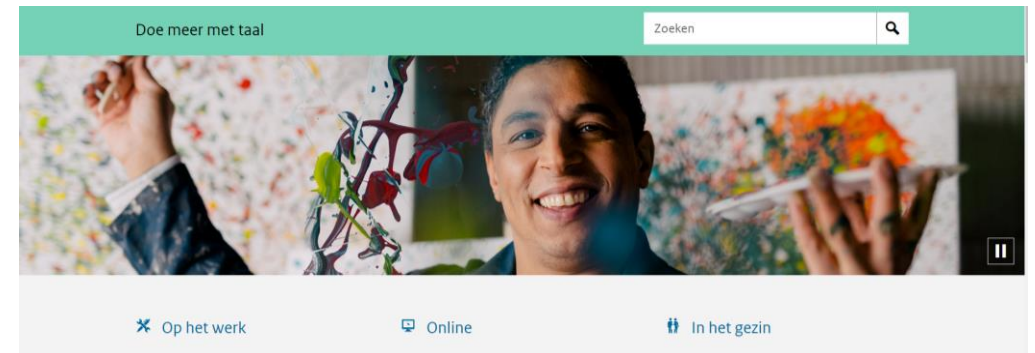 Doe meer met taal
Zoeken
Op het werk
Online
In het gezin